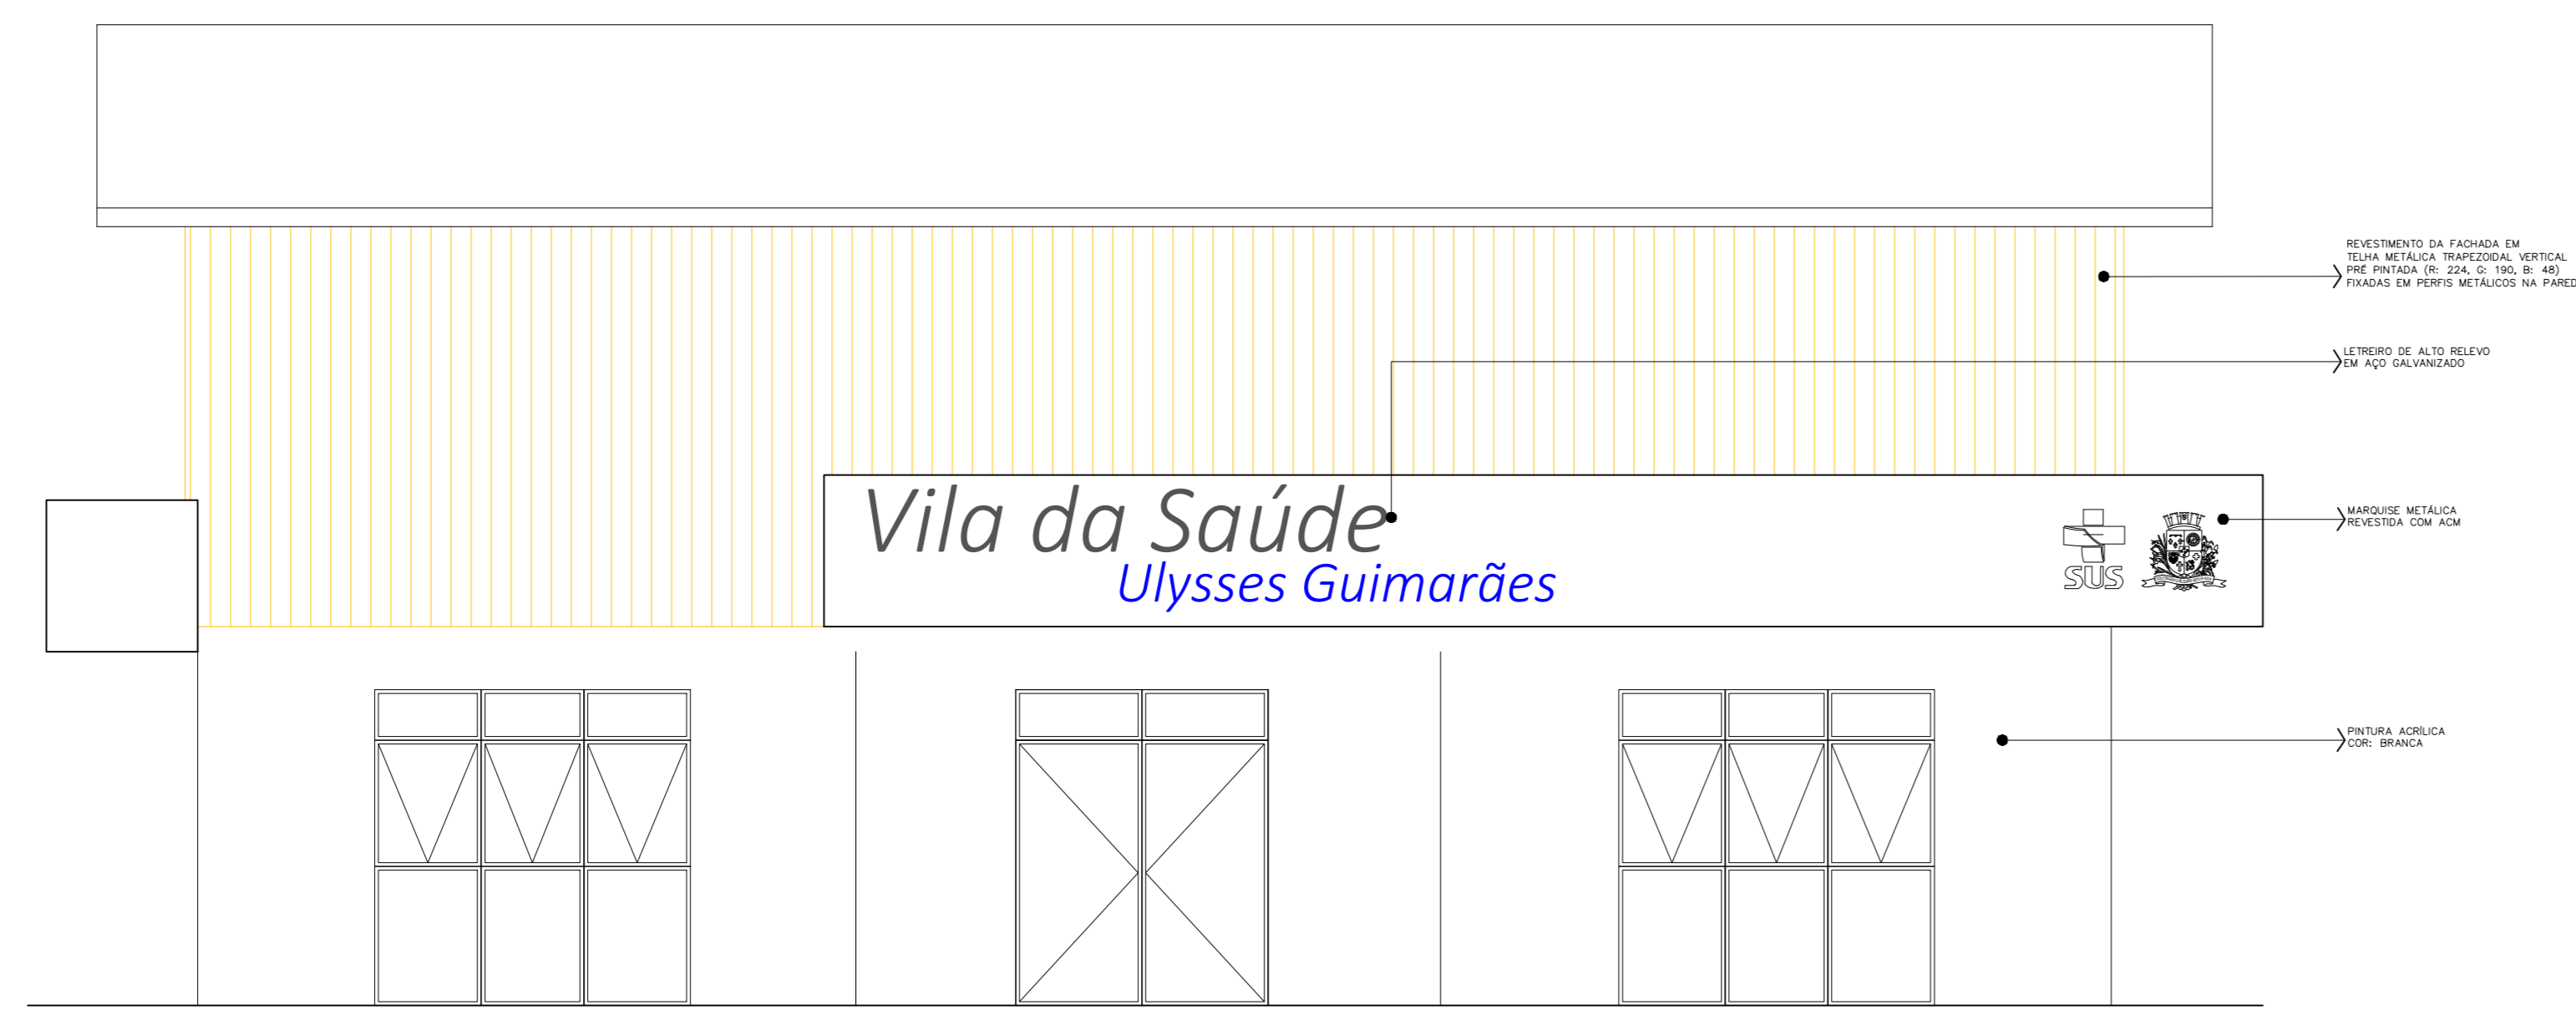 REVESTIMENTO DA FACHADA EM
TELHA METÁLICA TRAPEZOIDAL VERTICAL
PRÉ PINTADA (R: 224, G: 190, B: 48)
FIXADAS EM PERFIS METÁLICOS NA PARED
LETREIRO DE ALTO RELEVO
EM AÇO GALVANIZADO
Vila da Saúde
Ulysses Guimarães
SUS
MARQUISE METÁLICA
REVESTIDA COM ACM
PINTURA ACRÍLICA
COR: BRANCA